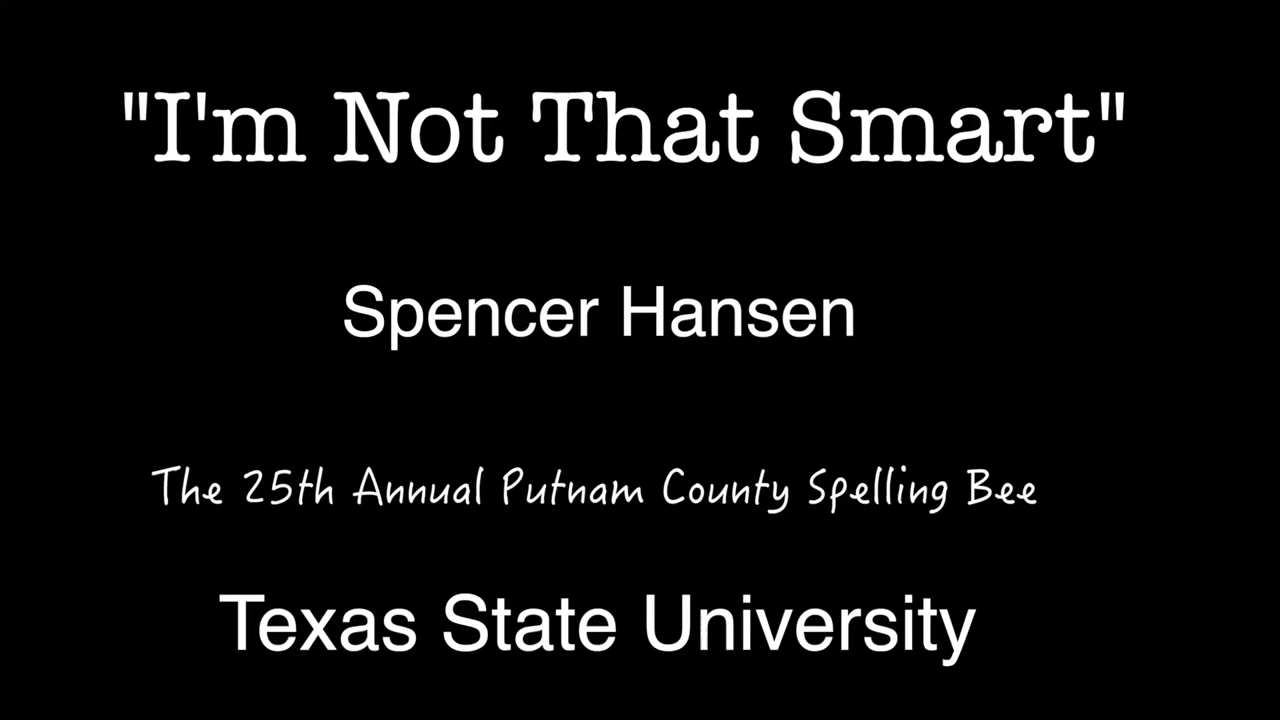 "I'm Not That Smart"
Spencer Hansen
The 25th Annual Putnam County Spelling Bee
Texas State University